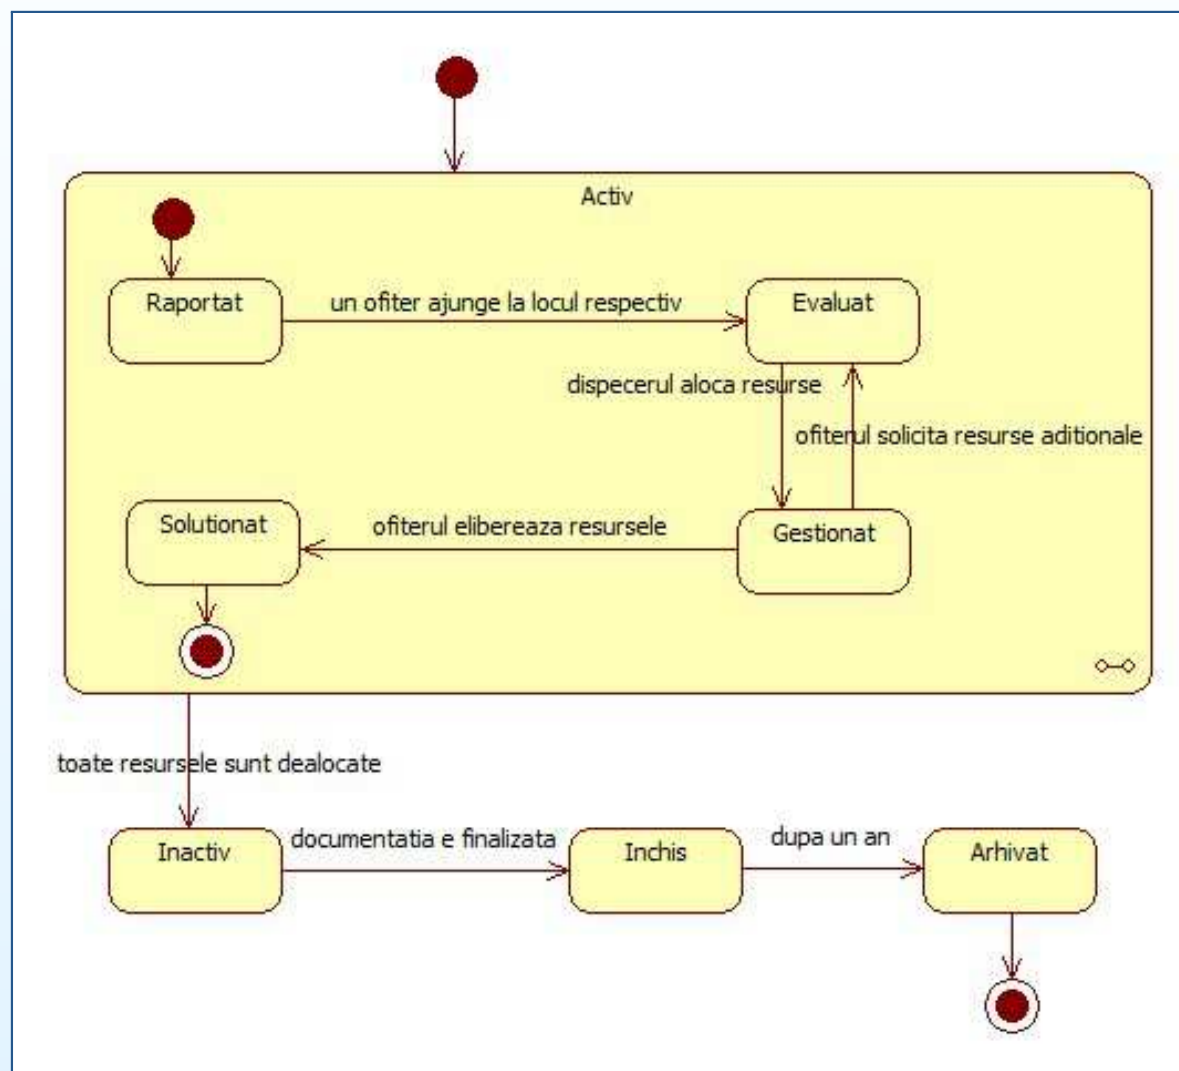 Activ
Raportat
un ofiter ajunge la locul respectiv
Evaluat
dispecerul aloca resurse
ofiterul solicita resurse aditionale
Solutionat
ofiterul elibereaza resursele
Gestionat
toate resursele sunt dealocate
Inactiv
documentatia e finalizata
Inchis
dupa un an
Arhivat